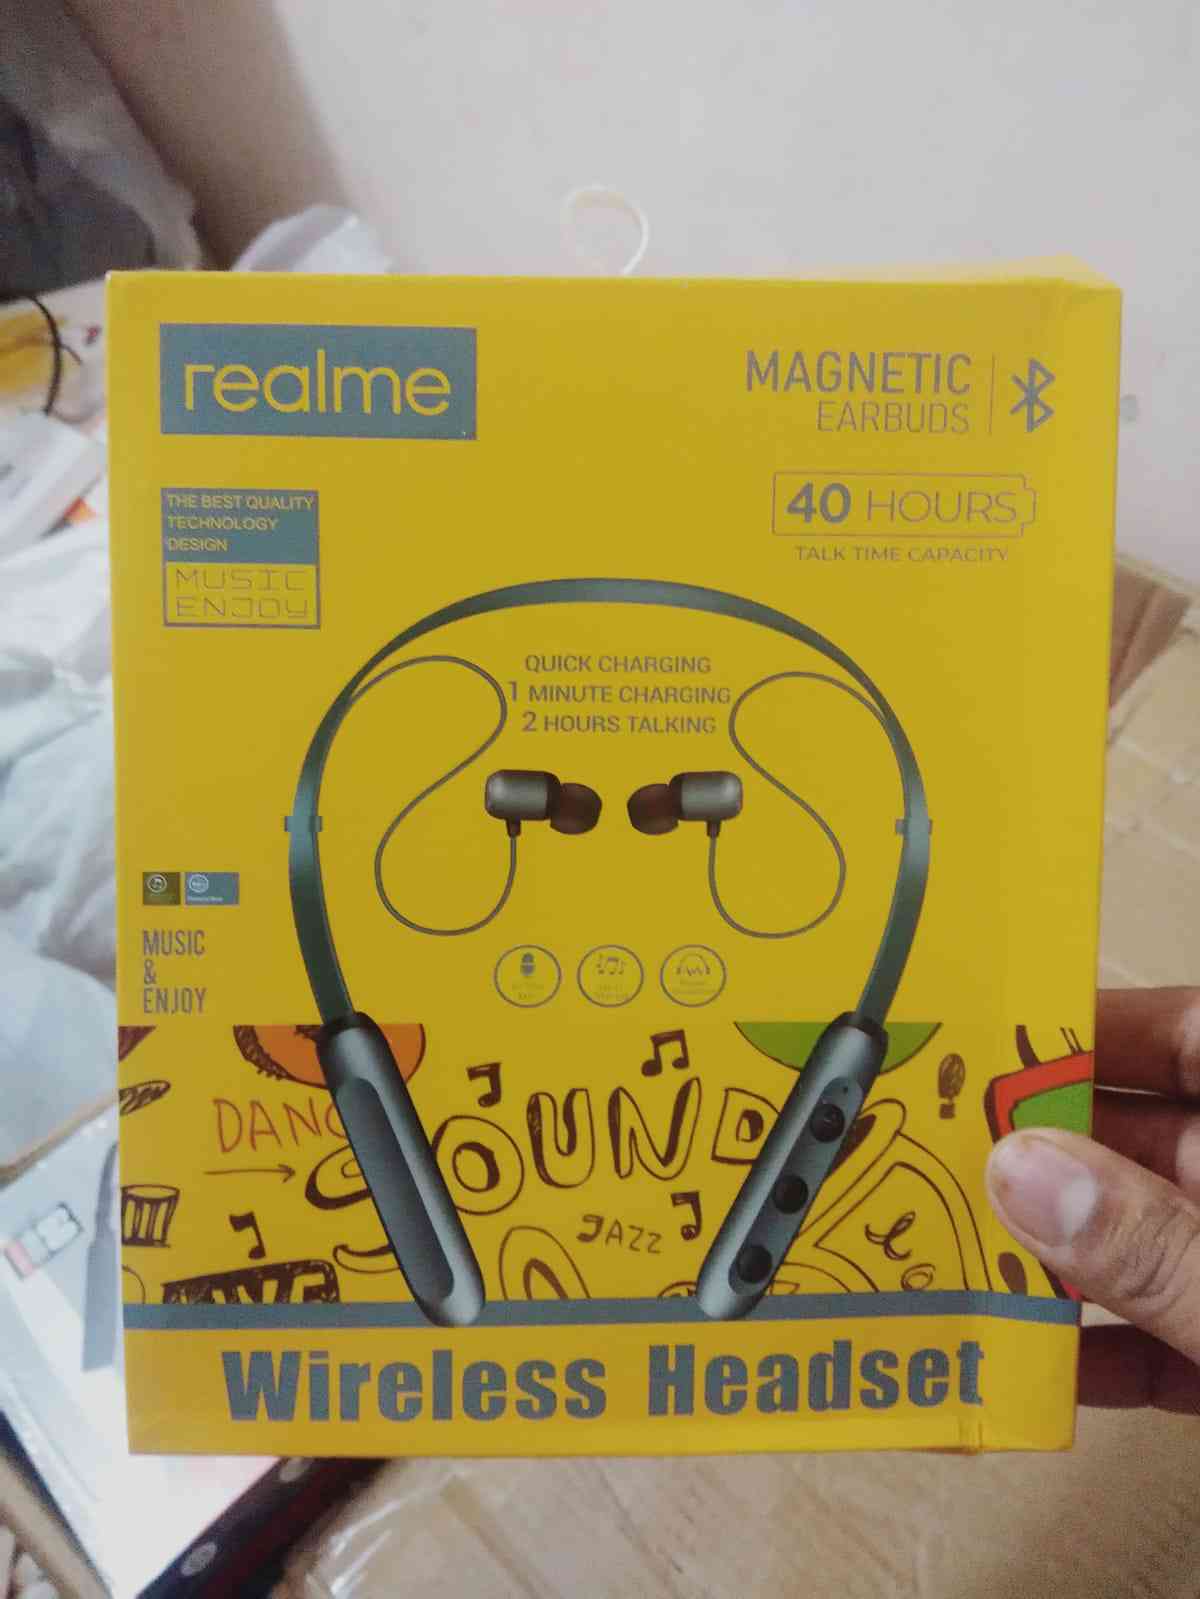 realme
MAGNETIC
EARBUDS
40 HOURS
TALK TIME CAPACITY
THE BEST QUALITY
TECHNOLOGY
DESIGN
MUSIC
ENJOY
QUICK CHARGING
1 MINUTE CHARGING
2 HOURS TALKING
MUSIC
&
ENJOY
DANC
SOUND
JAZZ
Wireless Headset